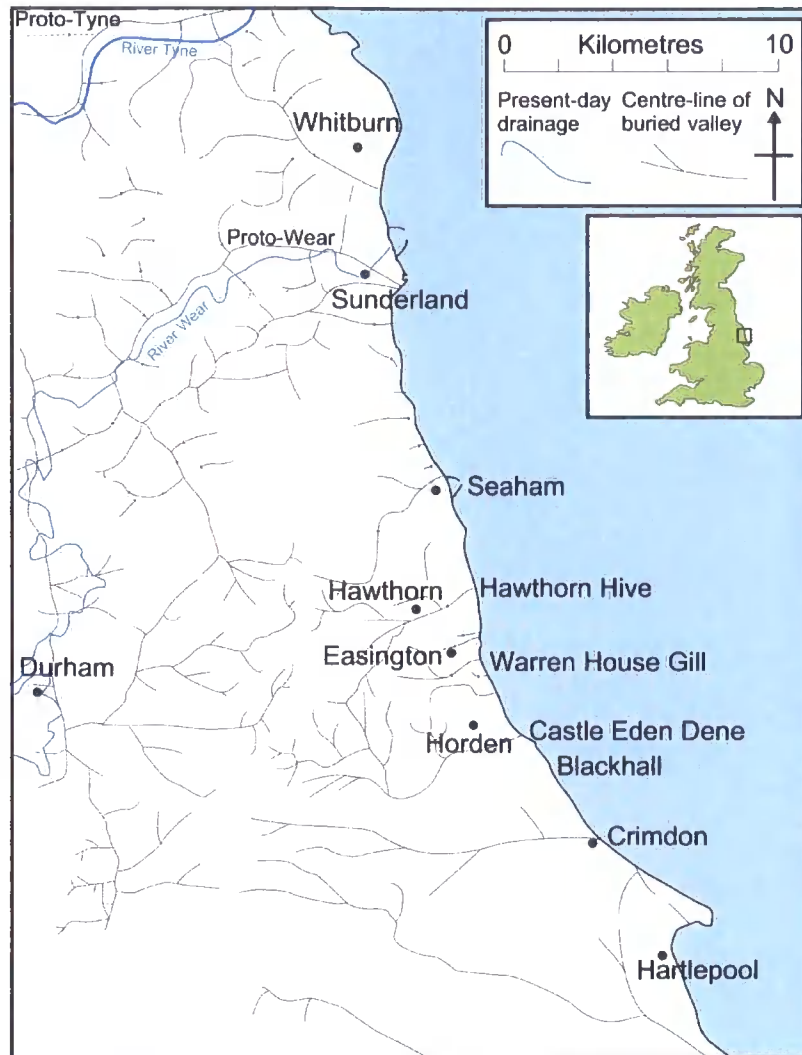 Proto-Tyne
River Tyne
0 Kilometres 10
Present-day drainage
Centre-line of buried valley
N
Whitburn
Proto-Wear
Sunderland
River Wear
Seaham
Hawthorn
Hawthorn Hive
Easington
Warren House Gill
Durham
Horden
Castle Eden Dene
Blackhall
Crimdon
Hartlepool